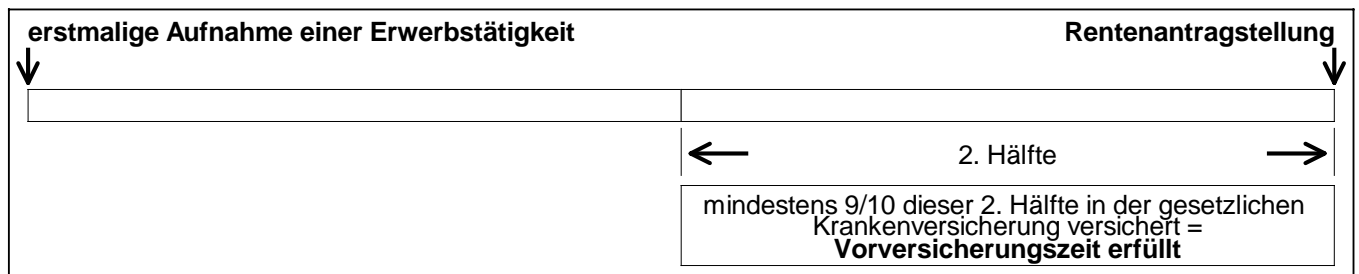 erstmalige Aufnahme einer Erwerbstätigkeit Rentenantragstellung
2. Hälfte
mindestens 9/10 dieser 2. Hälfte in der gesetzlichen
Krankenversicherung versichert =
Vorversicherungszeit erfüllt